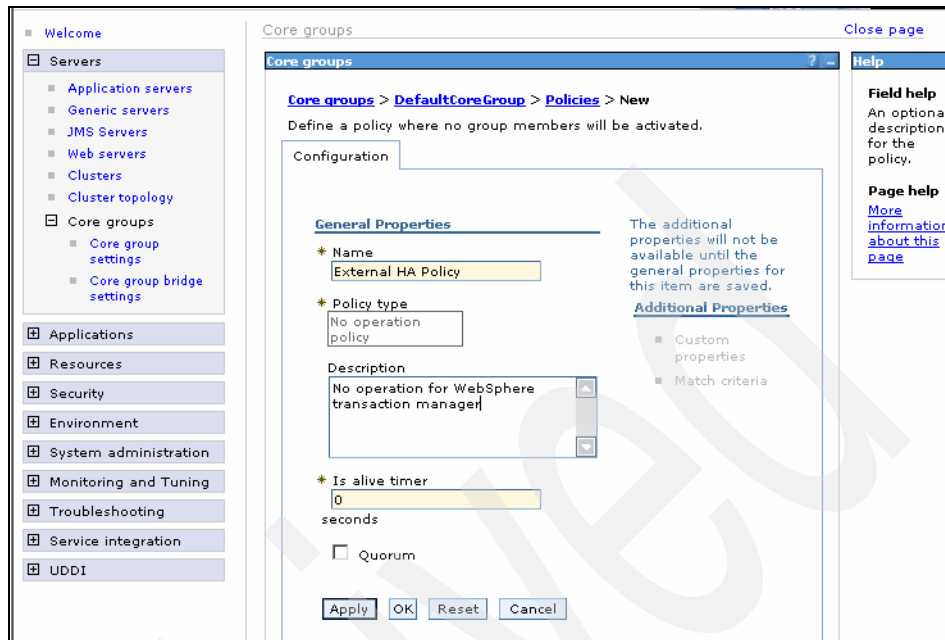 Welcome
Servers
Application servers
Generic servers
JMS Servers
Web servers
Clusters
Cluster topology
Core groups
Core group
settings
Core group bridge
settings
Applications
Resources
Security
Environment
System administration
Monitoring and Tuning
Troubleshooting
Service integration
UDDI
Core groups
Close page
Core groups
? –
Core groups > DefaultCoreGroup > Policies > New
Define a policy where no group members will be activated.
Configuration
General Properties
* Name
External HA Policy
* Policy type
No operation
policy
Description
No operation for WebSphere
transaction manager
* Is alive timer
0
seconds
Quorum
Apply OK Reset Cancel
The additional
properties will not be
available until the
general properties for
this item are saved.
Additional Properties
Custom
properties
Match criteria
Help
Field help
An optiona
description
for the
policy.
Page help
More
information
about this
page